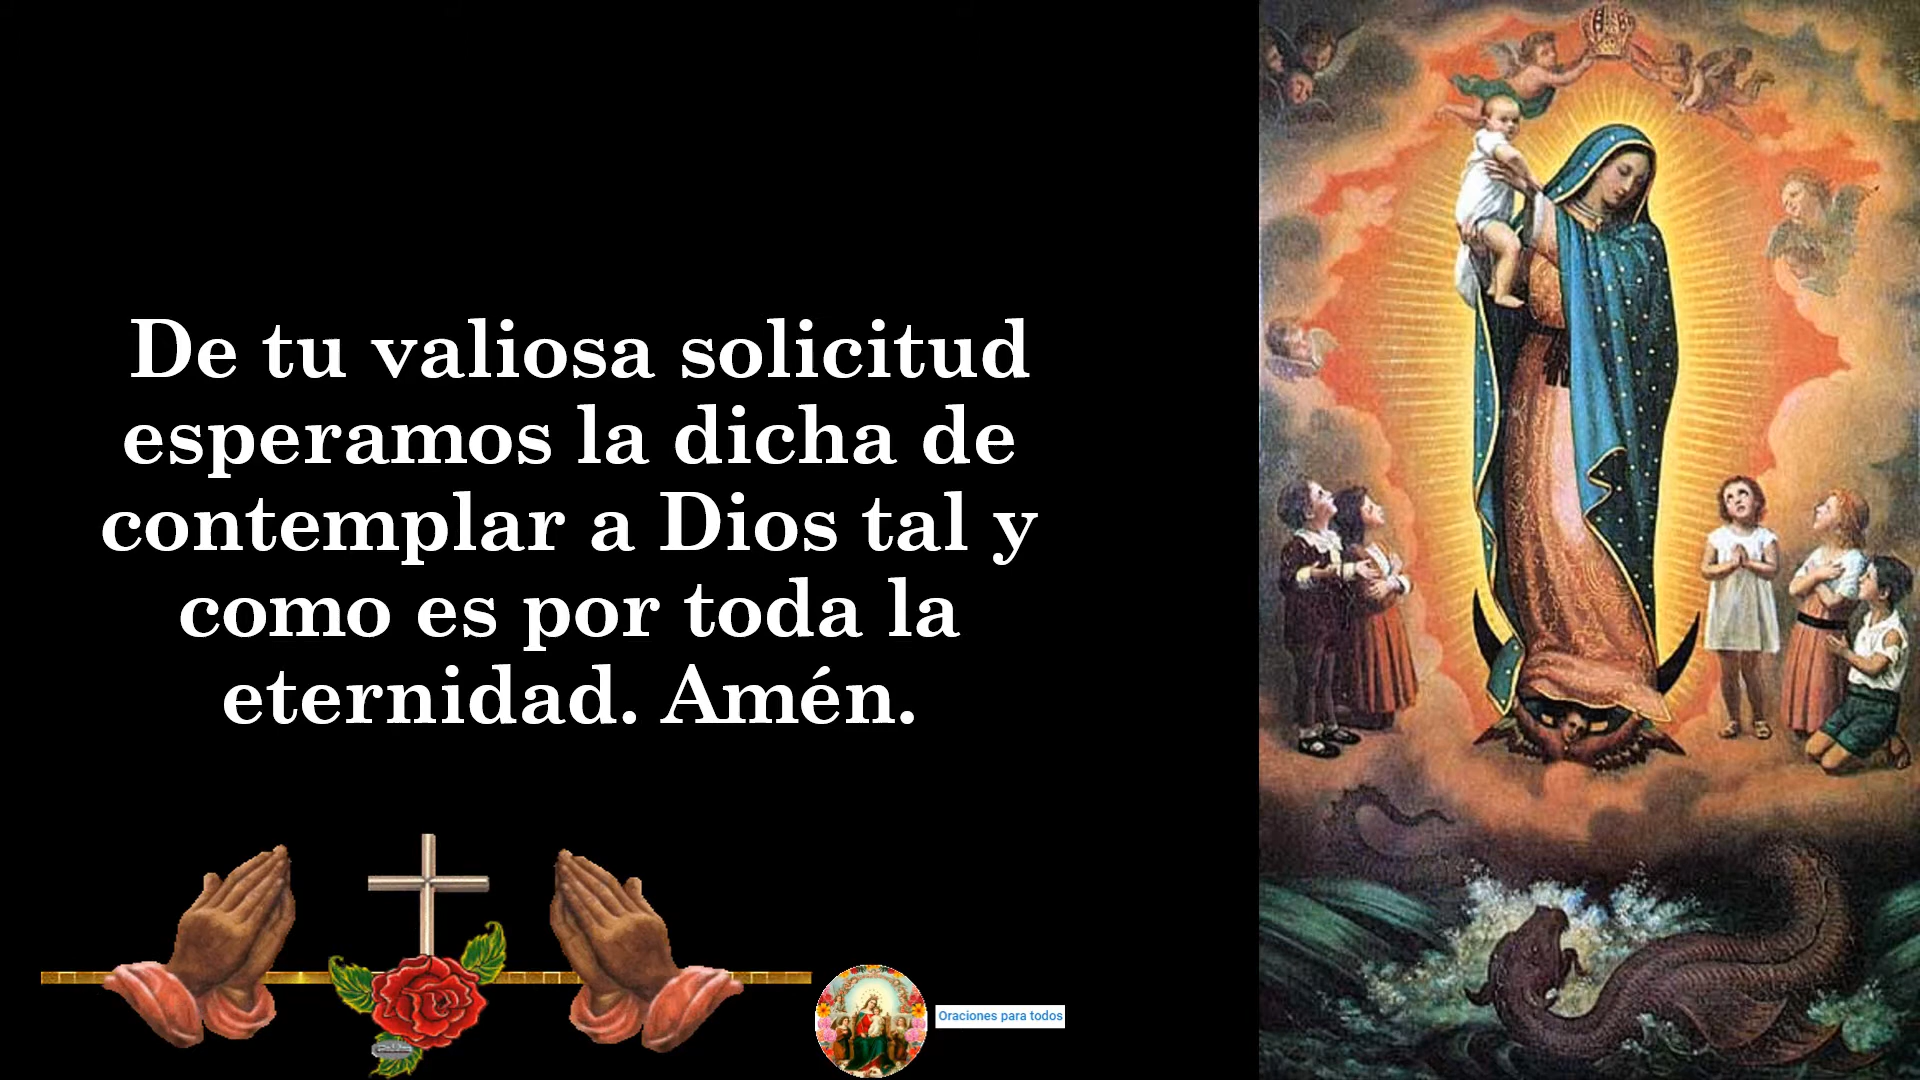 De tu valiosa solicitud
esperamos la dicha de
contemplar a Dios tal y
como es por toda la
eternidad. Amén.
Oraciones para todos